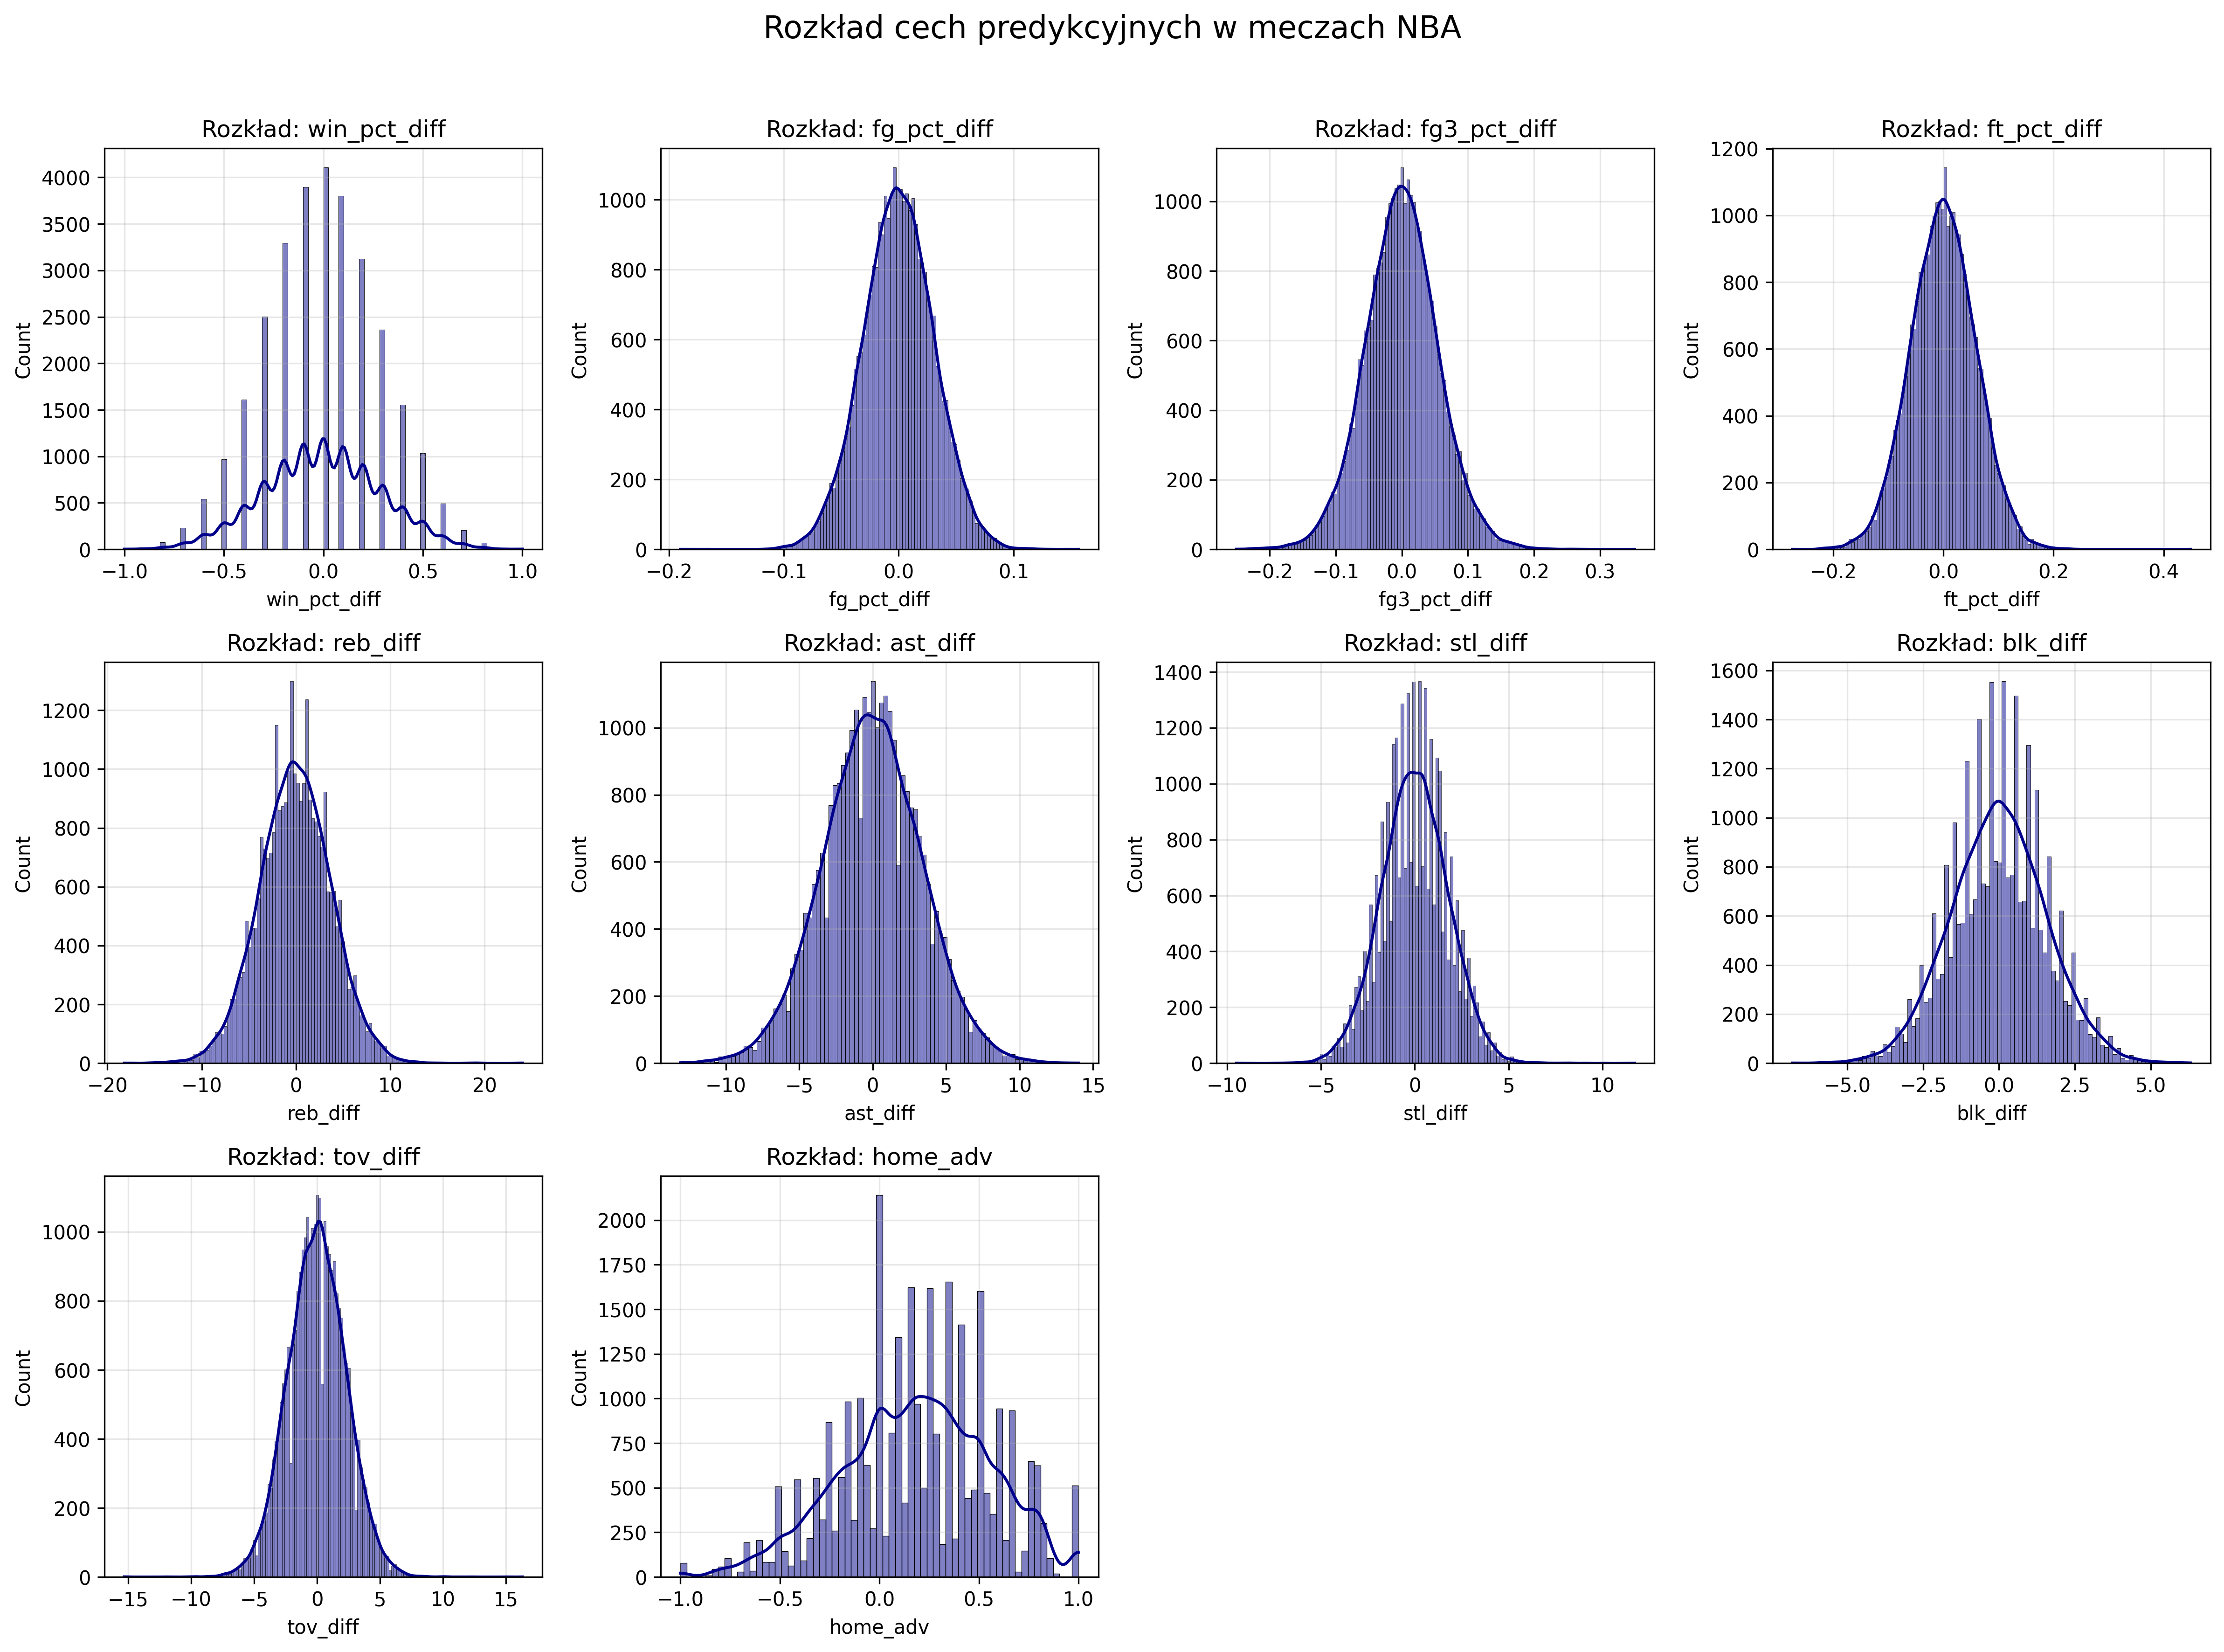 Rozkład cech predykcyjnych w meczach NBA
Rozkład: win_pct_diff
Count
4000
3500
3000
2500
2000
1500
1000
500
0
−1.0 −0.5 0.0 0.5 1.0
win_pct_diff
Rozkład: fg_pct_diff
Count
1000
800
600
400
200
0
−0.2 −0.1 0.0 0.1
fg_pct_diff
Rozkład: fg3_pct_diff
Count
1000
800
600
400
200
0
−0.2 −0.1 0.0 0.1 0.2 0.3
fg3_pct_diff
Rozkład: ft_pct_diff
Count
1200
1000
800
600
400
200
0
−0.2 0.0 0.2 0.4
ft_pct_diff
Rozkład: reb_diff
Count
1200
1000
800
600
400
200
0
−20 −10 0 10 20
reb_diff
Rozkład: ast_diff
Count
1000
800
600
400
200
0
−10 −5 0 5 10 15
ast_diff
Rozkład: stl_diff
Count
1400
1200
1000
800
600
400
200
0
−10 −5 0 5 10
stl_diff
Rozkład: blk_diff
Count
1600
1400
1200
1000
800
600
400
200
0
−5.0 −2.5 0.0 2.5 5.0
blk_diff
Rozkład: tov_diff
Count
1000
800
600
400
200
0
−15 −10 −5 0 5 10 15
tov_diff
Rozkład: home_adv
Count
2000
1750
1500
1250
1000
750
500
250
0
−1.0 −0.5 0.0 0.5 1.0
home_adv